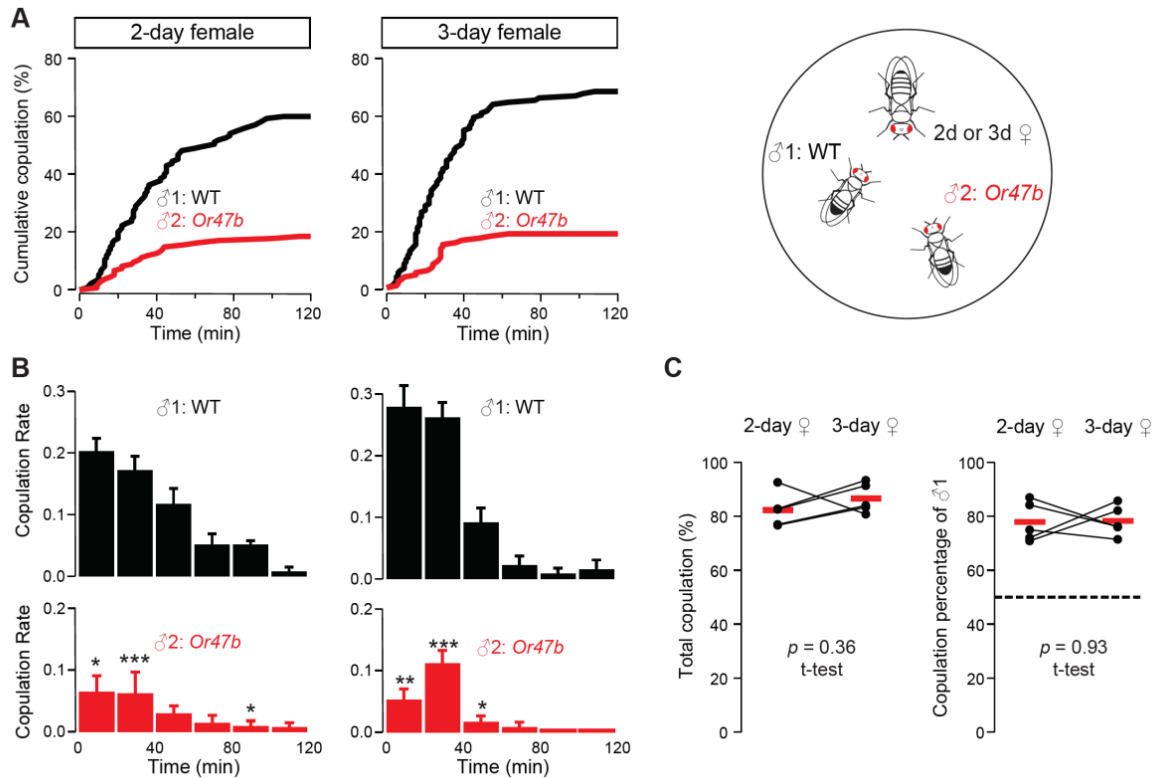 A
2-day female
3-day female
Cumulative copulation (%)
80
60
40
20
0
♂1: WT
♂2: Or47b
0
40
80
120
Time (min)
80
60
40
20
0
♂1: WT
♂2: Or47b
0
40
80
120
Time (min)
2d or 3d ♀
♂1: WT
♂2: Or47b
B
Copulation Rate
0.3
0.2
0.1
0.0
♂1: WT
Copulation Rate
0.3
0.2
0.1
0.0
♂1: WT
Copulation Rate
0.2
0.1
0.0
♂2: Or47b
*
***
*
0
40
80
120
Time (min)
Copulation Rate
0.2
0.1
0.0
♂2: Or47b
**
***
*
0
40
80
120
Time (min)
C
2-day ♀ 3-day ♀
Total copulation (%)
100
80
60
40
20
0
p = 0.36
t-test
2-day ♀ 3-day ♀
Copulation percentage of ♂1
100
80
60
40
20
0
p = 0.93
t-test